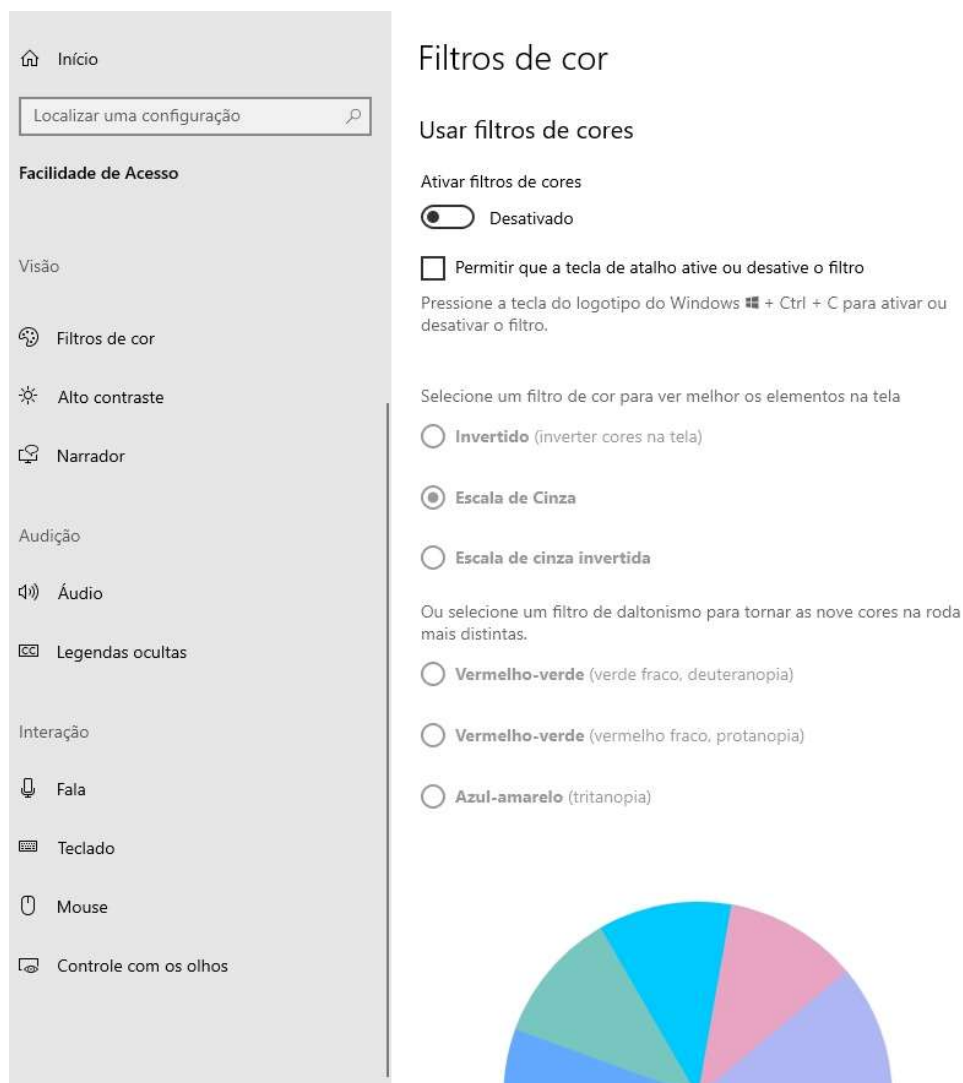 Início
Localizar uma configuração
Facilidade de Acesso
Visão
Filtros de cor
Alto contraste
Narrador
Audição
Áudio
CC Legendas ocultas
Interação
Fala
Teclado
Mouse
Controle com os olhos
Filtros de cor
Usar filtros de cores
Ativar filtros de cores
Desativado
Permitir que a tecla de atalho ative ou desative o filtro
Pressione a tecla do logotipo do Windows + Ctrl + C para ativar ou
desativar o filtro.
Selecione um filtro de cor para ver melhor os elementos na tela
Invertido (inverter cores na tela)
Escala de Cinza
Escala de cinza invertida
Ou selecione um filtro de daltonismo para tornar as nove cores na roda
mais distintas.
Vermelho-verde (verde fraco, deuteranopia)
Vermelho-verde (vermelho fraco, protanopia)
Azul-amarelo (tritanopia)